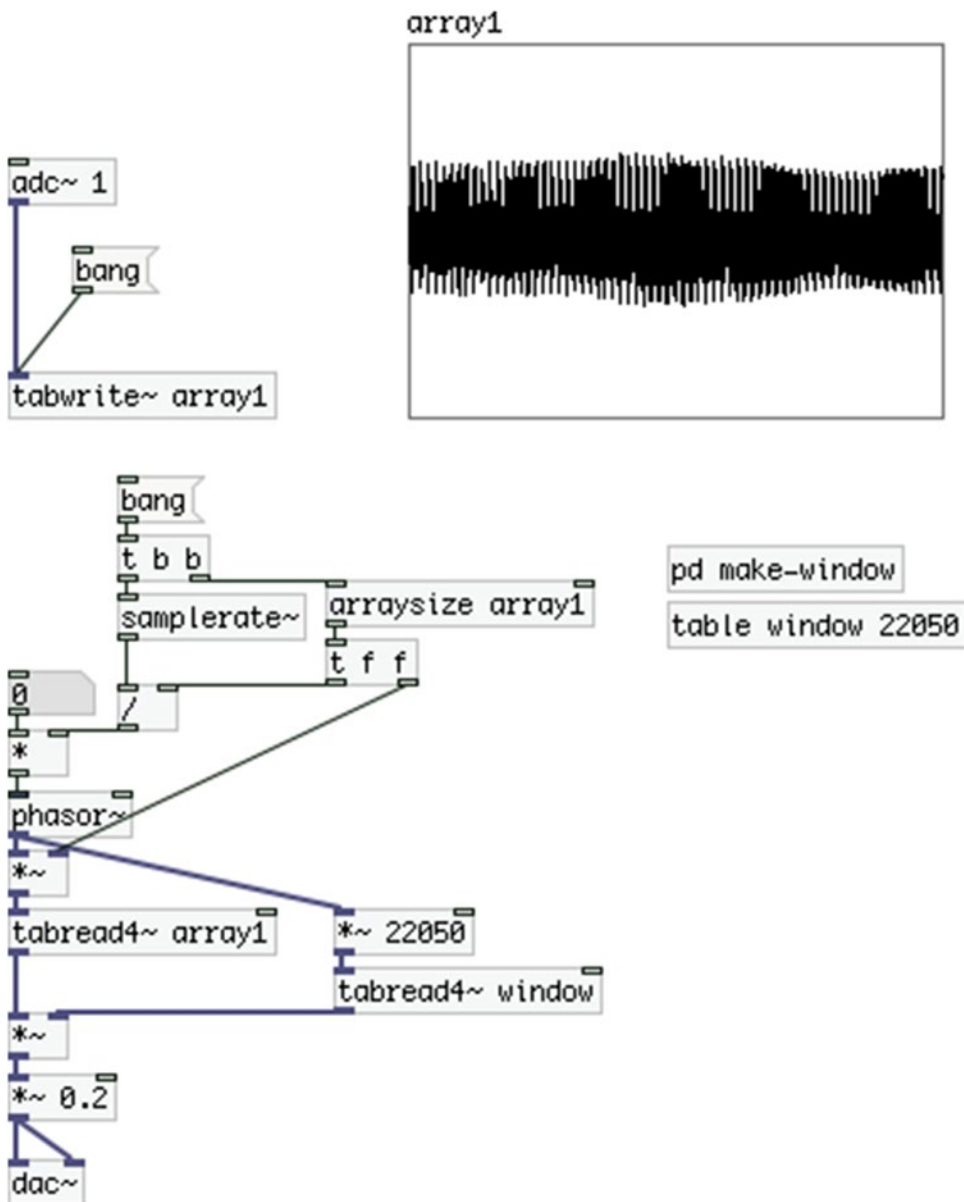 array1
adc~ 1
bang
tabwrite~ array1
bang
t b b
pd make-window
samplerate~
arraysize array1
table window 22050
t f f
0
/
*
phasor~
*~
tabread4~ array1
*~ 22050
tabread4~ window
*~
*~ 0.2
dac~